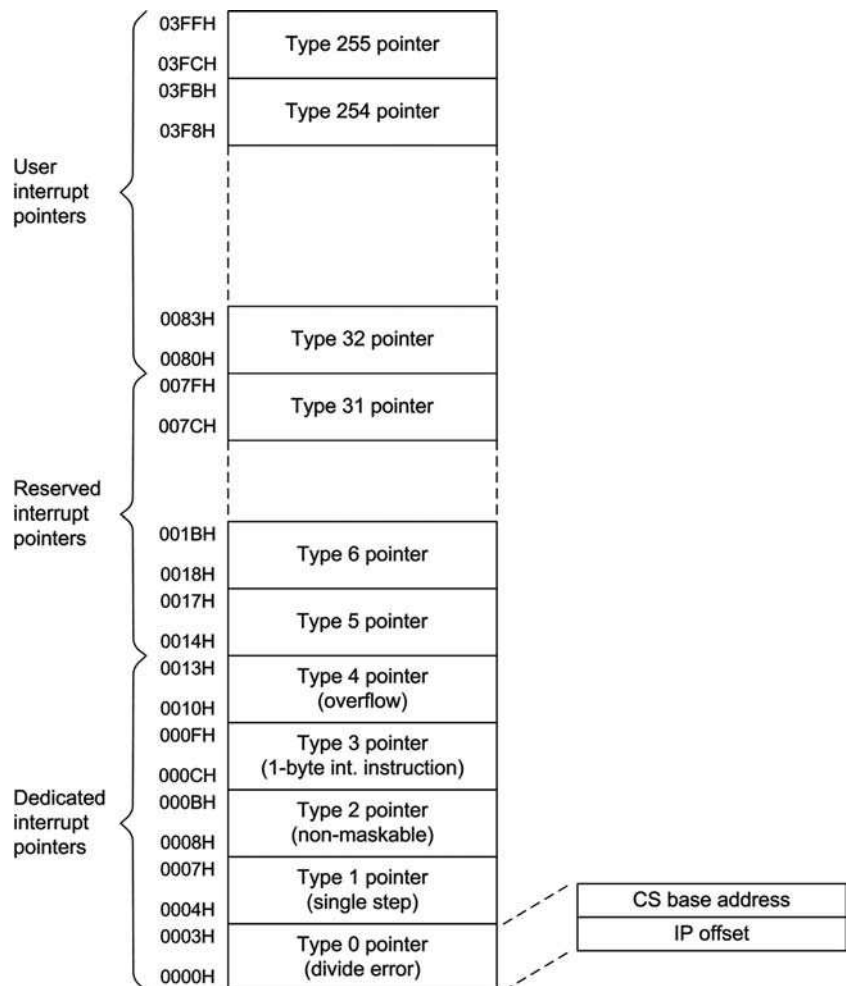 03FFH
Type 255 pointer
03FCH
03FBH
Type 254 pointer
03F8H
User
interrupt
pointers
0083H
Type 32 pointer
0080H
007FH
Type 31 pointer
007CH
Reserved
interrupt
pointers
001BH
Type 6 pointer
0018H
0017H
Type 5 pointer
0014H
0013H
Type 4 pointer
(overflow)
0010H
000FH
Type 3 pointer
(1-byte int. instruction)
000CH
Dedicated
interrupt
pointers
000BH
Type 2 pointer
(non-maskable)
0008H
0007H
Type 1 pointer
(single step)
0004H
CS base address
IP offset
0003H
Type 0 pointer
(divide error)
0000H